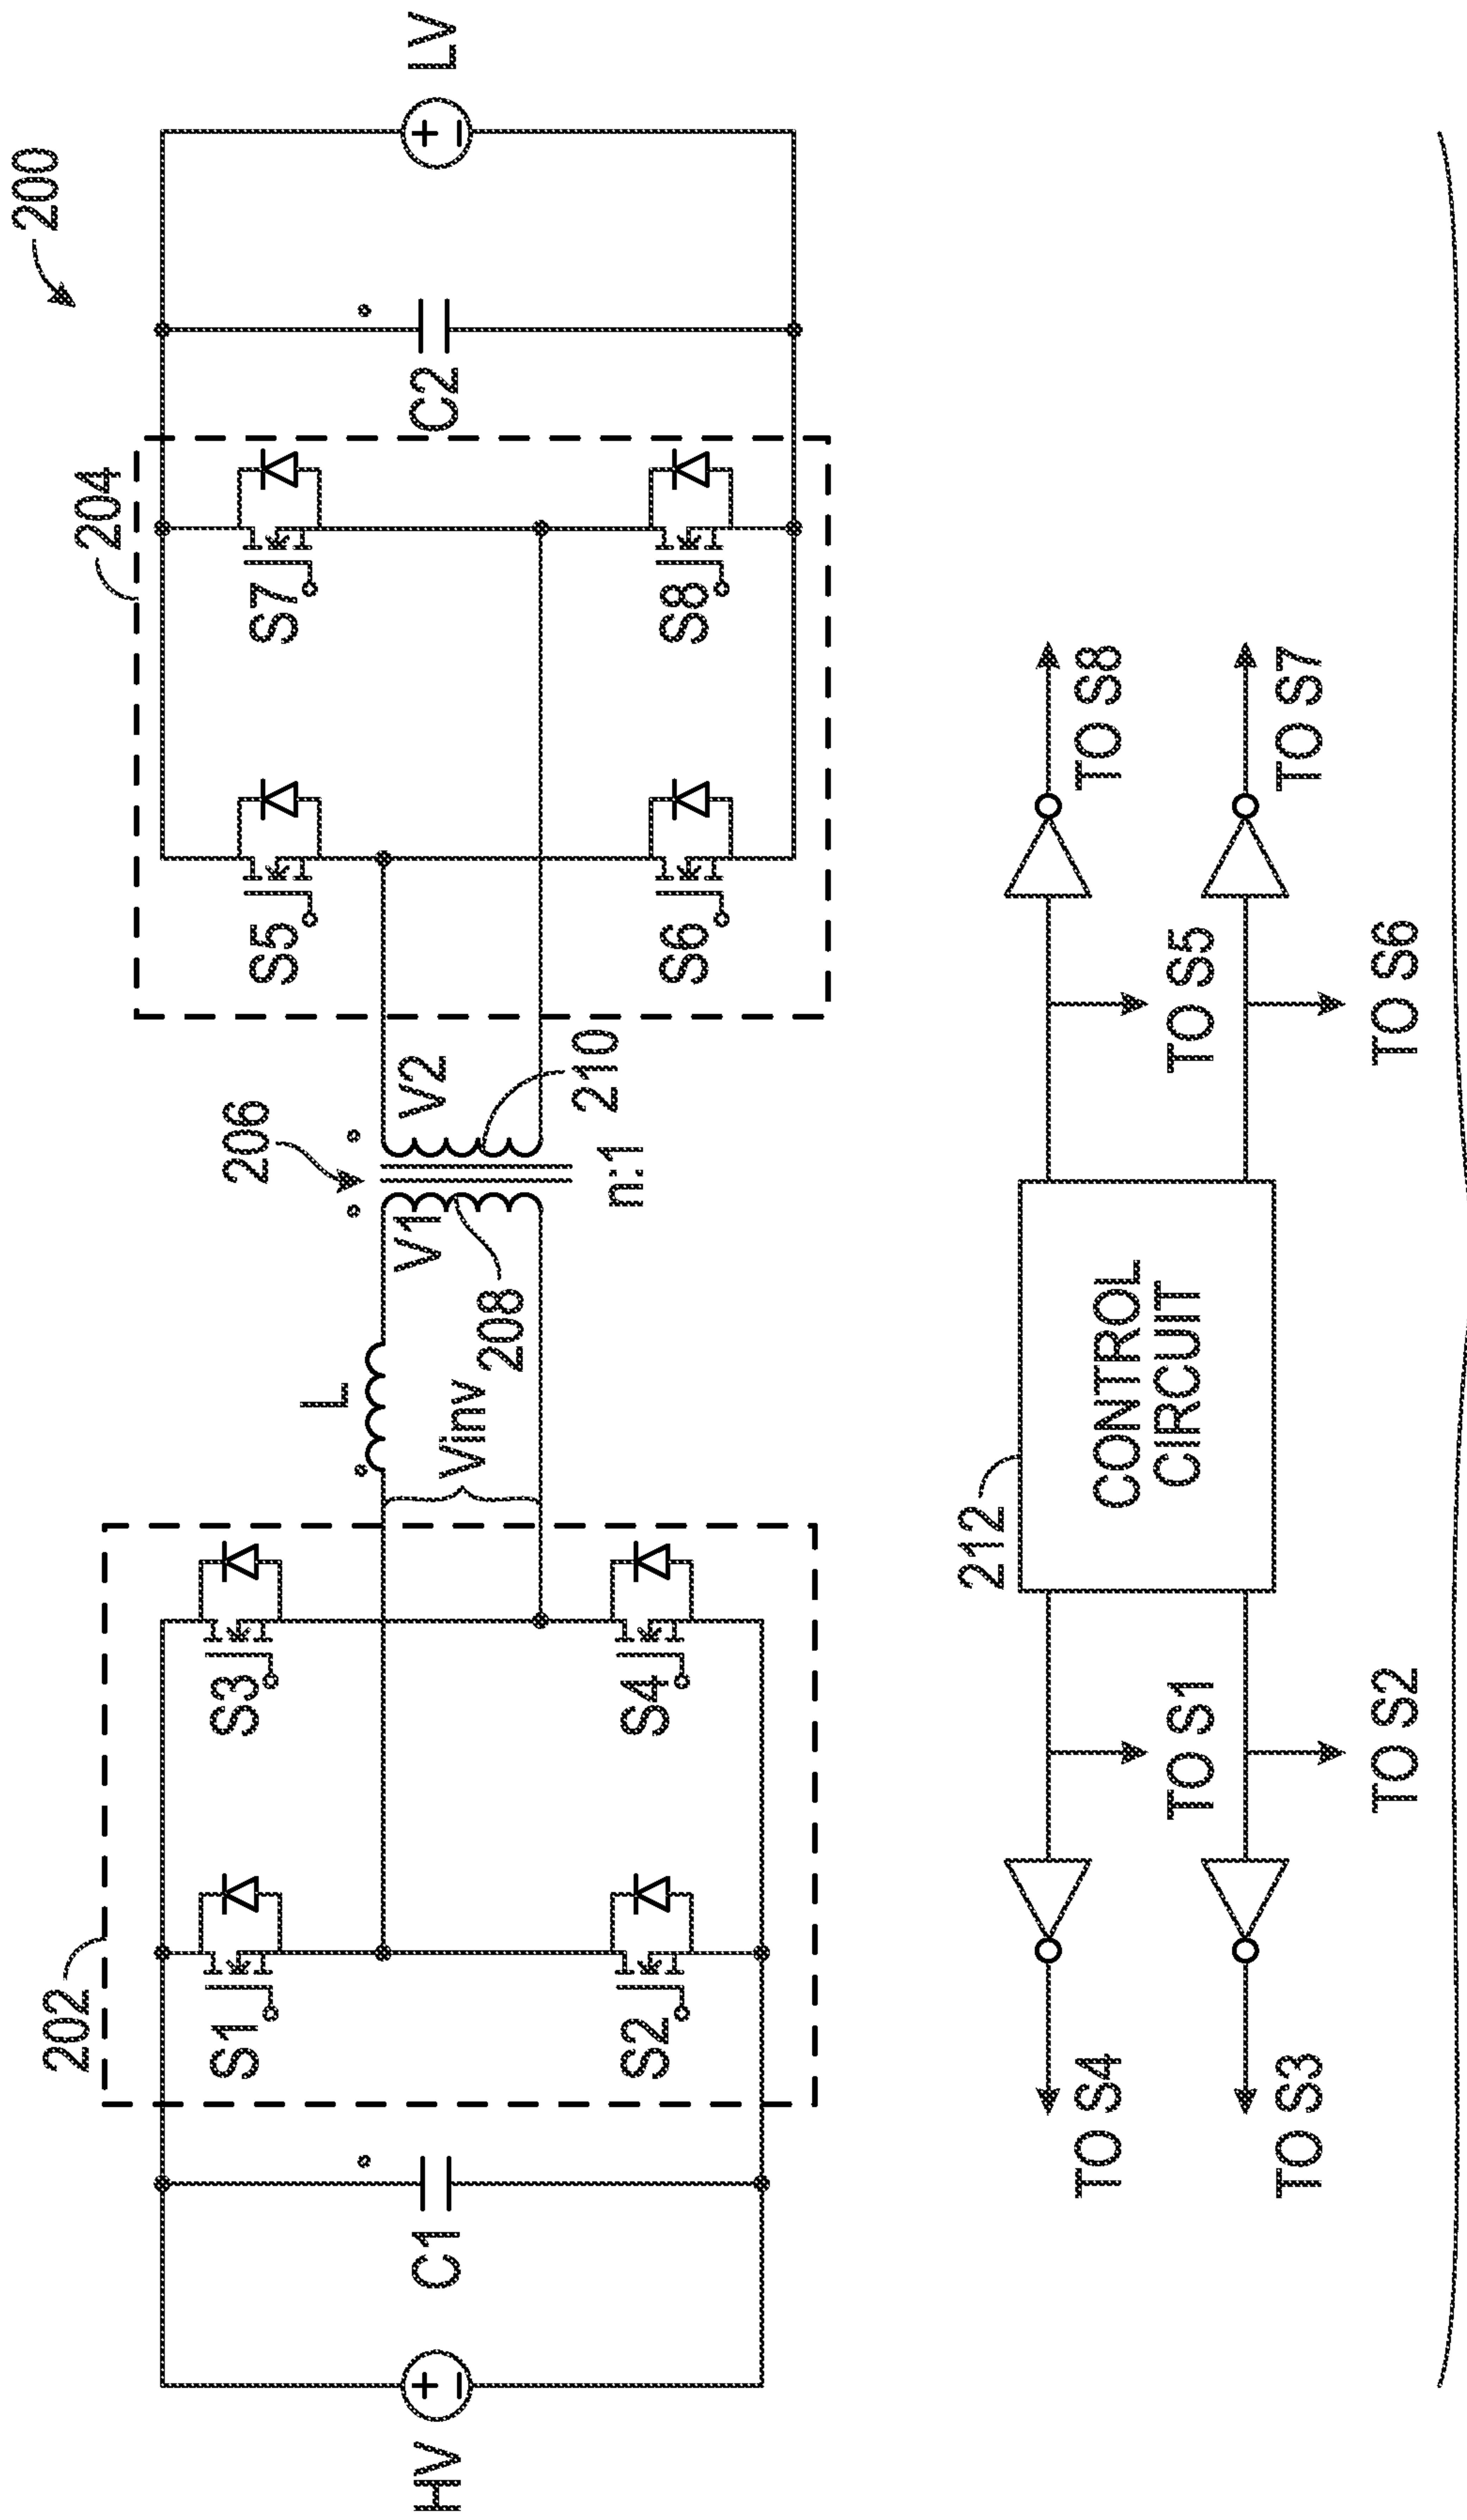 200
202
204
206
S1
S3
S5
S7
L
V1
V2
HV
+
−
C1
Vinv
208
n:1
210
C2
+
−
LV
S2
S4
S6
S8
212
CONTROL
CIRCUIT
TO S4
TO S1
TO S5
TO S8
TO S3
TO S2
TO S6
TO S7